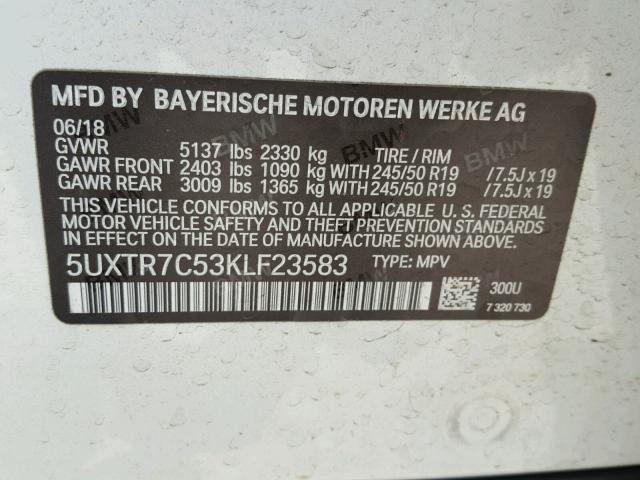 MFD BY BAYERISCHE MOTOREN WERKE AG
06/18
GVWR 5137 lbs 2330 kg TIRE / RIM
GAWR FRONT 2403 lbs 1090 kg WITH 245/50 R19 /7.5J x 19
GAWR REAR 3009 lbs 1365 kg WITH 245/50 R19 /7.5J x 19
THIS VEHICLE CONFORMS TO ALL APPLICABLE U. S. FEDERAL
MOTOR VEHICLE SAFETY AND THEFT PREVENTION STANDARDS
IN EFFECT ON THE DATE OF MANUFACTURE SHOWN ABOVE.
5UXTR7C53KLF23583 TYPE: MPV
300U
7 320 730